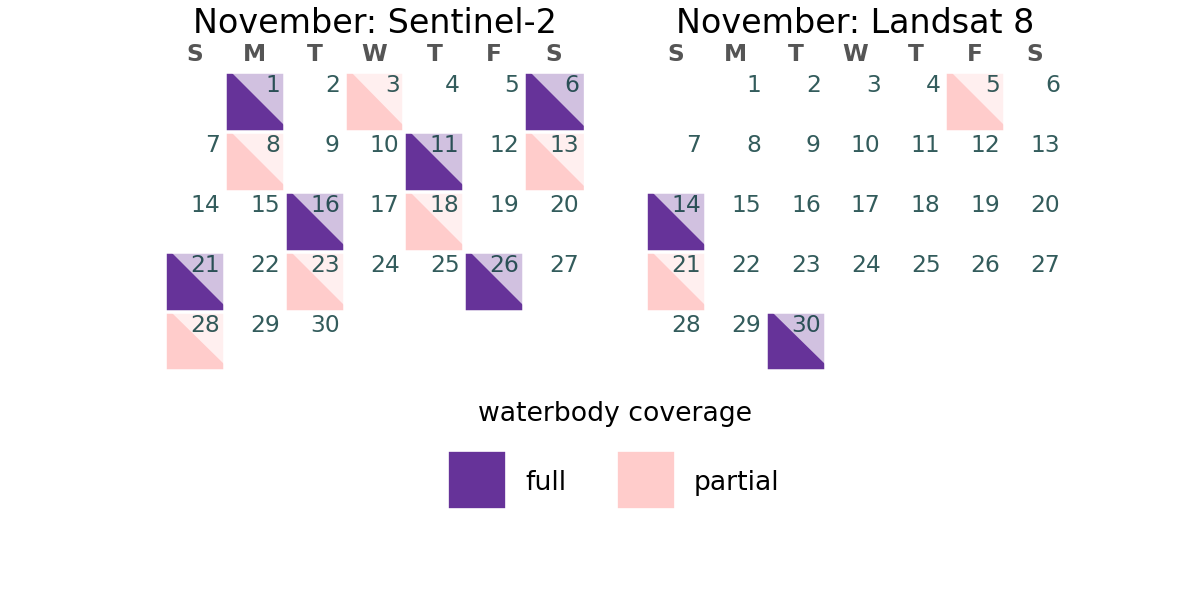 November: Sentinel-2
S M T W T F S
1 2 3 4 5 6
7 8 9 10 11 12 13
14 15 16 17 18 19 20
21 22 23 24 25 26 27
28 29 30
November: Landsat 8
S M T W T F S
1 2 3 4 5 6
7 8 9 10 11 12 13
14 15 16 17 18 19 20
21 22 23 24 25 26 27
28 29 30
waterbody coverage
full partial